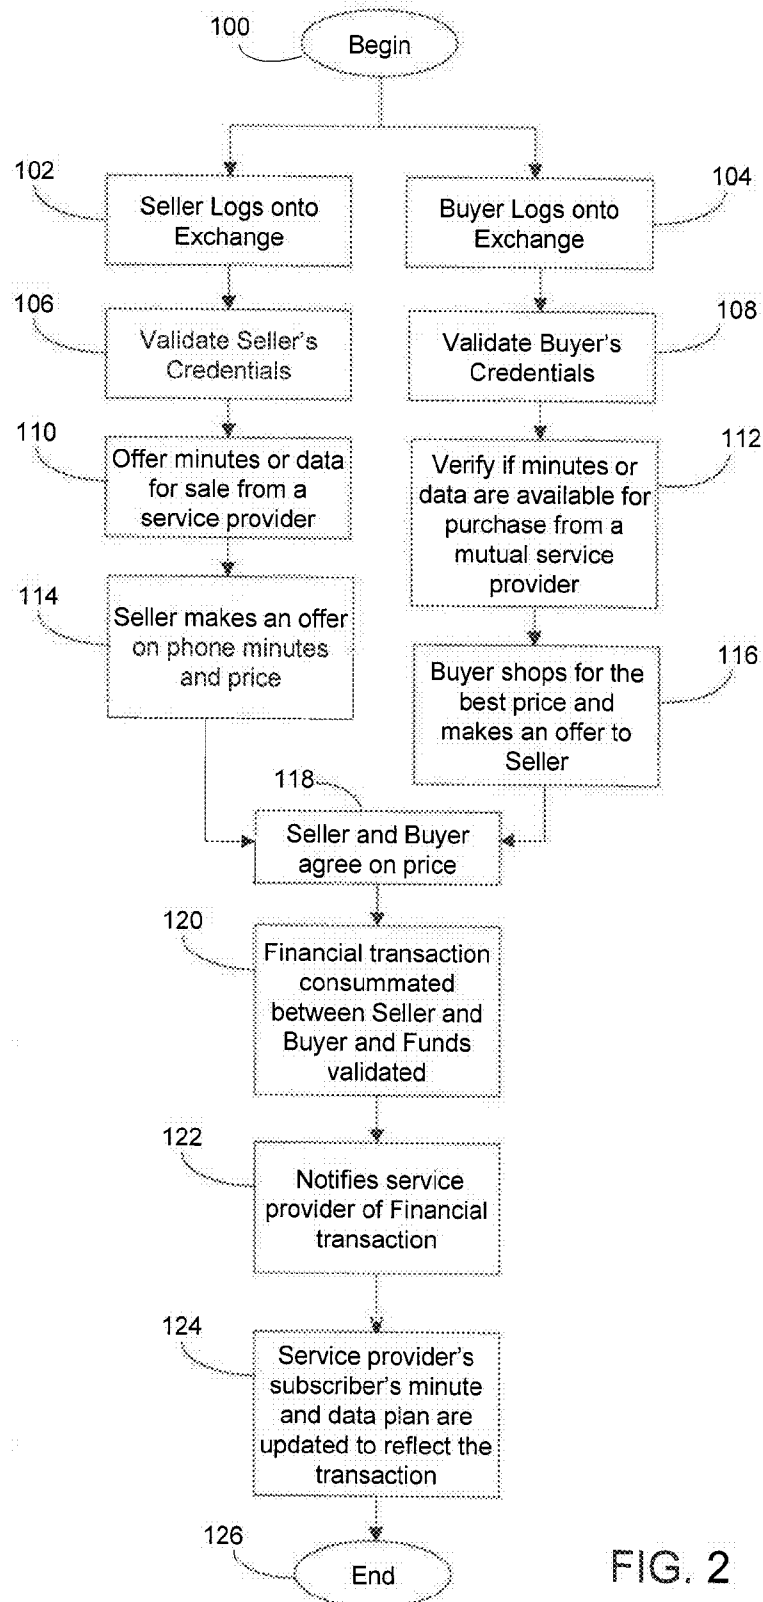 100
Begin
102
Seller Logs onto
Exchange
104
Buyer Logs onto
Exchange
106
Validate Seller's
Credentials
108
Validate Buyer's
Credentials
110
Offer minutes or data
for sale from a
service provider
112
Verify if minutes or
data are available for
purchase from a
mutual service
provider
114
Seller makes an offer
on phone minutes
and price
116
Buyer shops for the
best price and
makes an offer to
Seller
118
Seller and Buyer
agree on price
120
Financial transaction
consummated
between Seller and
Buyer and Funds
validated
122
Notifies service
provider of Financial
transaction
124
Service provider's
subscriber's minute
and data plan are
updated to reflect the
transaction
126
End
FIG. 2